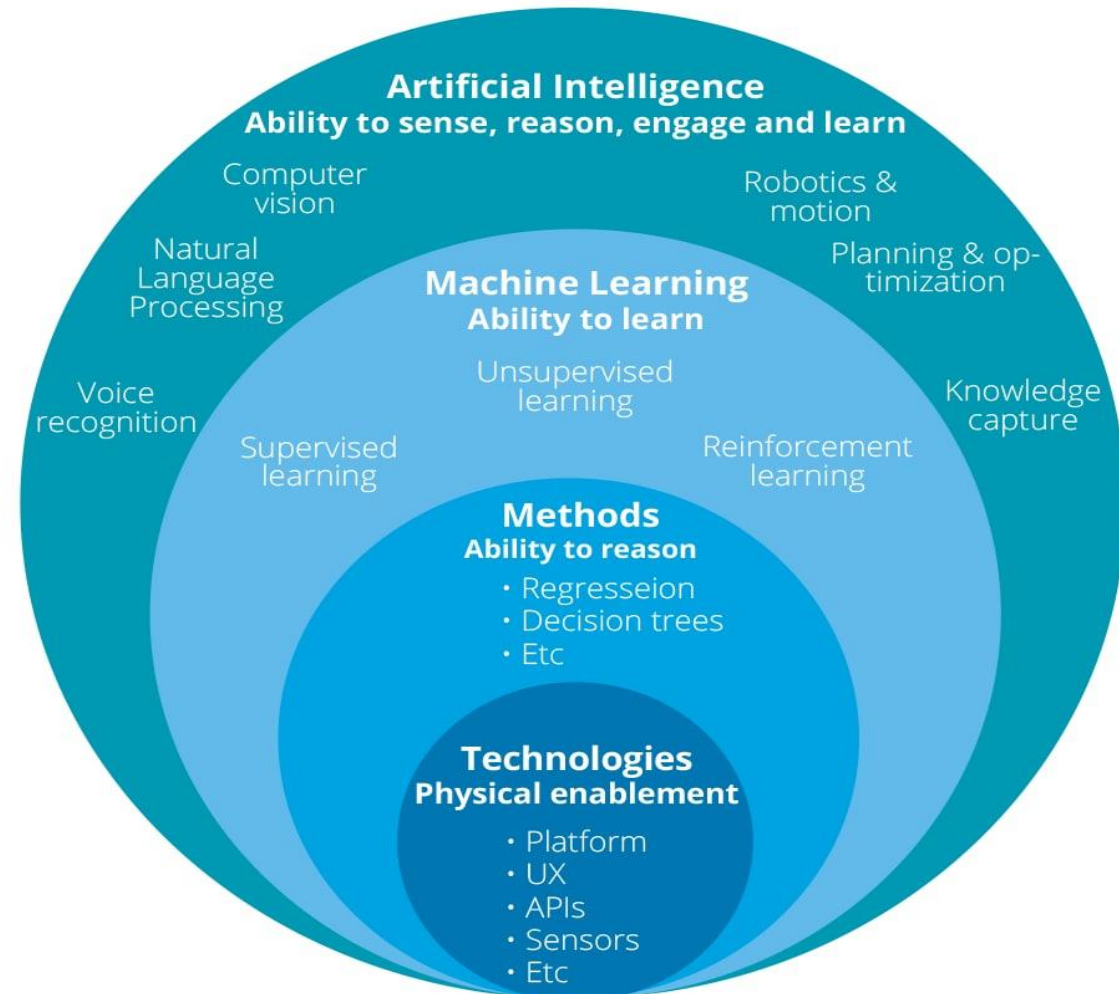 Artificial Intelligence
Ability to sense, reason, engage and learn
Computer
vision
Robotics &
motion
Natural
Language
Processing
Planning & op-
timization
Machine Learning
Ability to learn
Unsupervised
learning
Voice
recognition
Knowledge
capture
Supervised
learning
Reinforcement
learning
Methods
Ability to reason
· Regresseion
· Decision trees
· Etc
Technologies
Physical enablement
· Platform
· UX
· APIs
· Sensors
· Etc